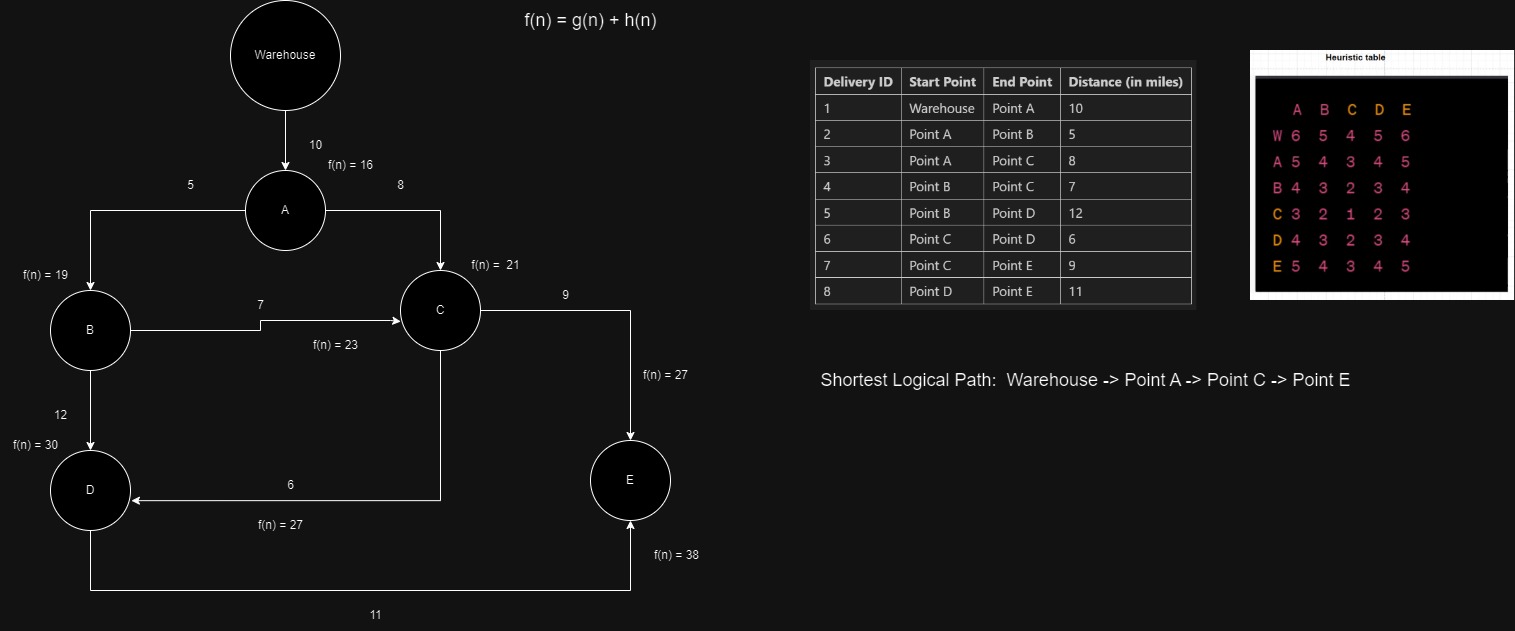 f(n) = g(n) + h(n)
Warehouse
10
f(n) = 16
5
8
A
f(n) = 19
f(n) = 21
7
9
B
C
f(n) = 23
f(n) = 27
12
f(n) = 30
E
6
D
f(n) = 27
f(n) = 38
11
Delivery ID Start Point End Point Distance (in miles)
1 Warehouse Point A 10
2 Point A Point B 5
3 Point A Point C 8
4 Point B Point C 7
5 Point B Point D 12
6 Point C Point D 6
7 Point C Point E 9
8 Point D Point E 11
Heuristic table
A B C D E
W 6 5 4 5 6
A 5 4 3 4 5
B 4 3 2 3 4
C 3 2 1 2 3
D 4 3 2 3 4
E 5 4 3 4 5
Shortest Logical Path: Warehouse -> Point A -> Point C -> Point E